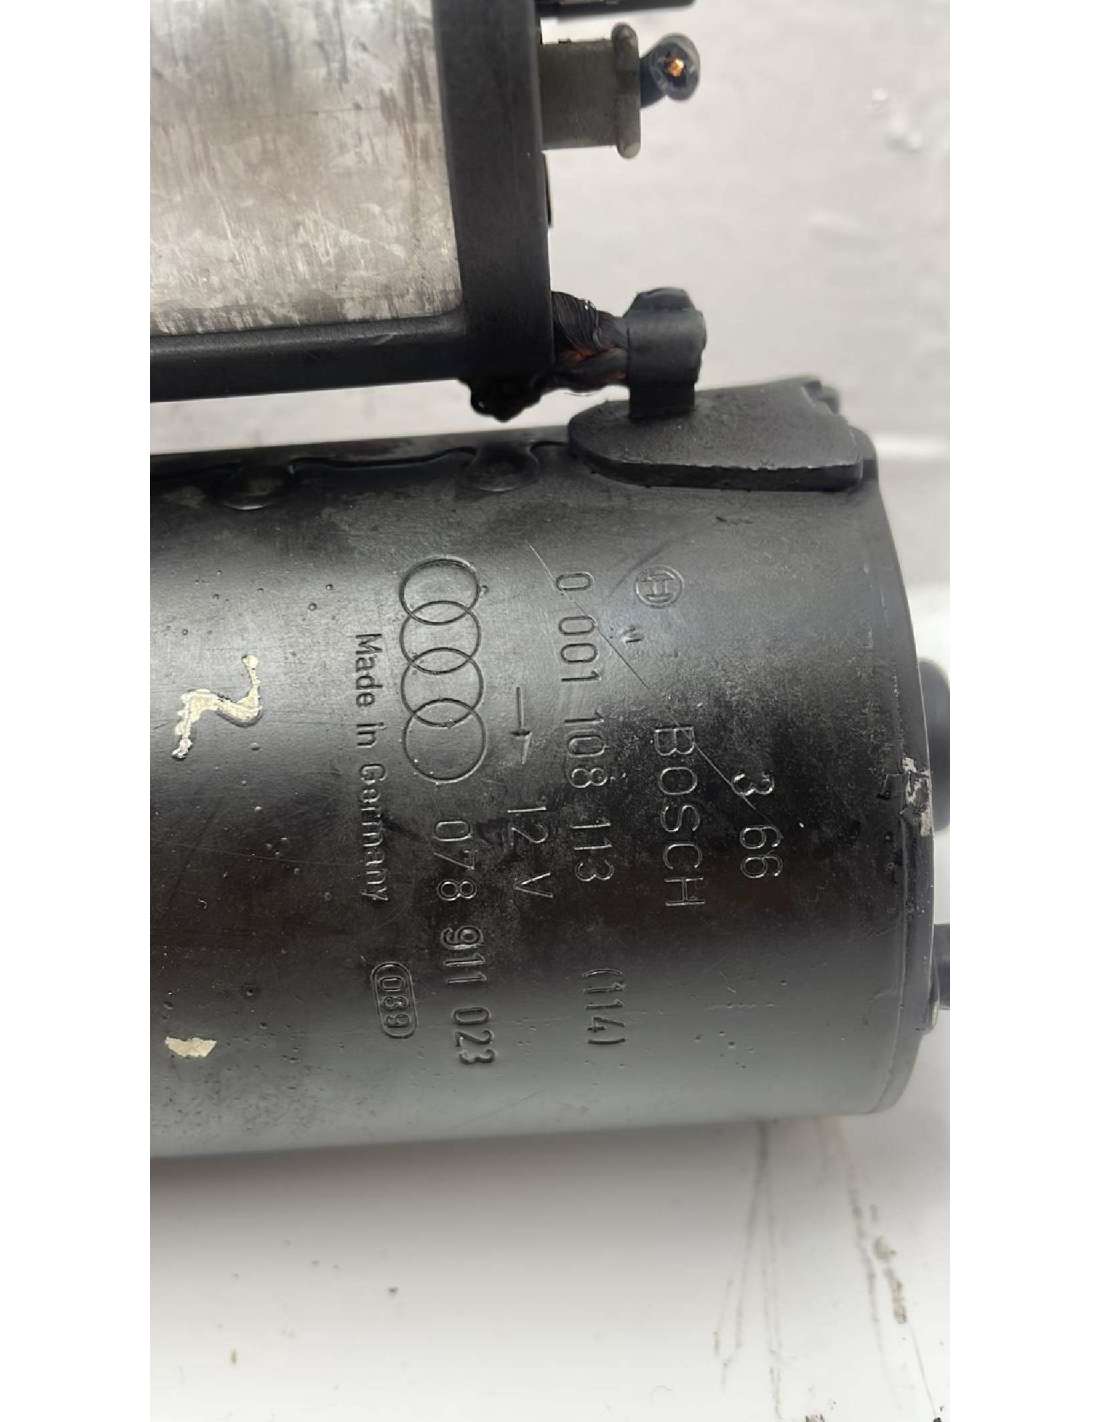 3 66
BOSCH
0 001 108 113 (114)
12 V
078 911 023
Made in Germany (089)